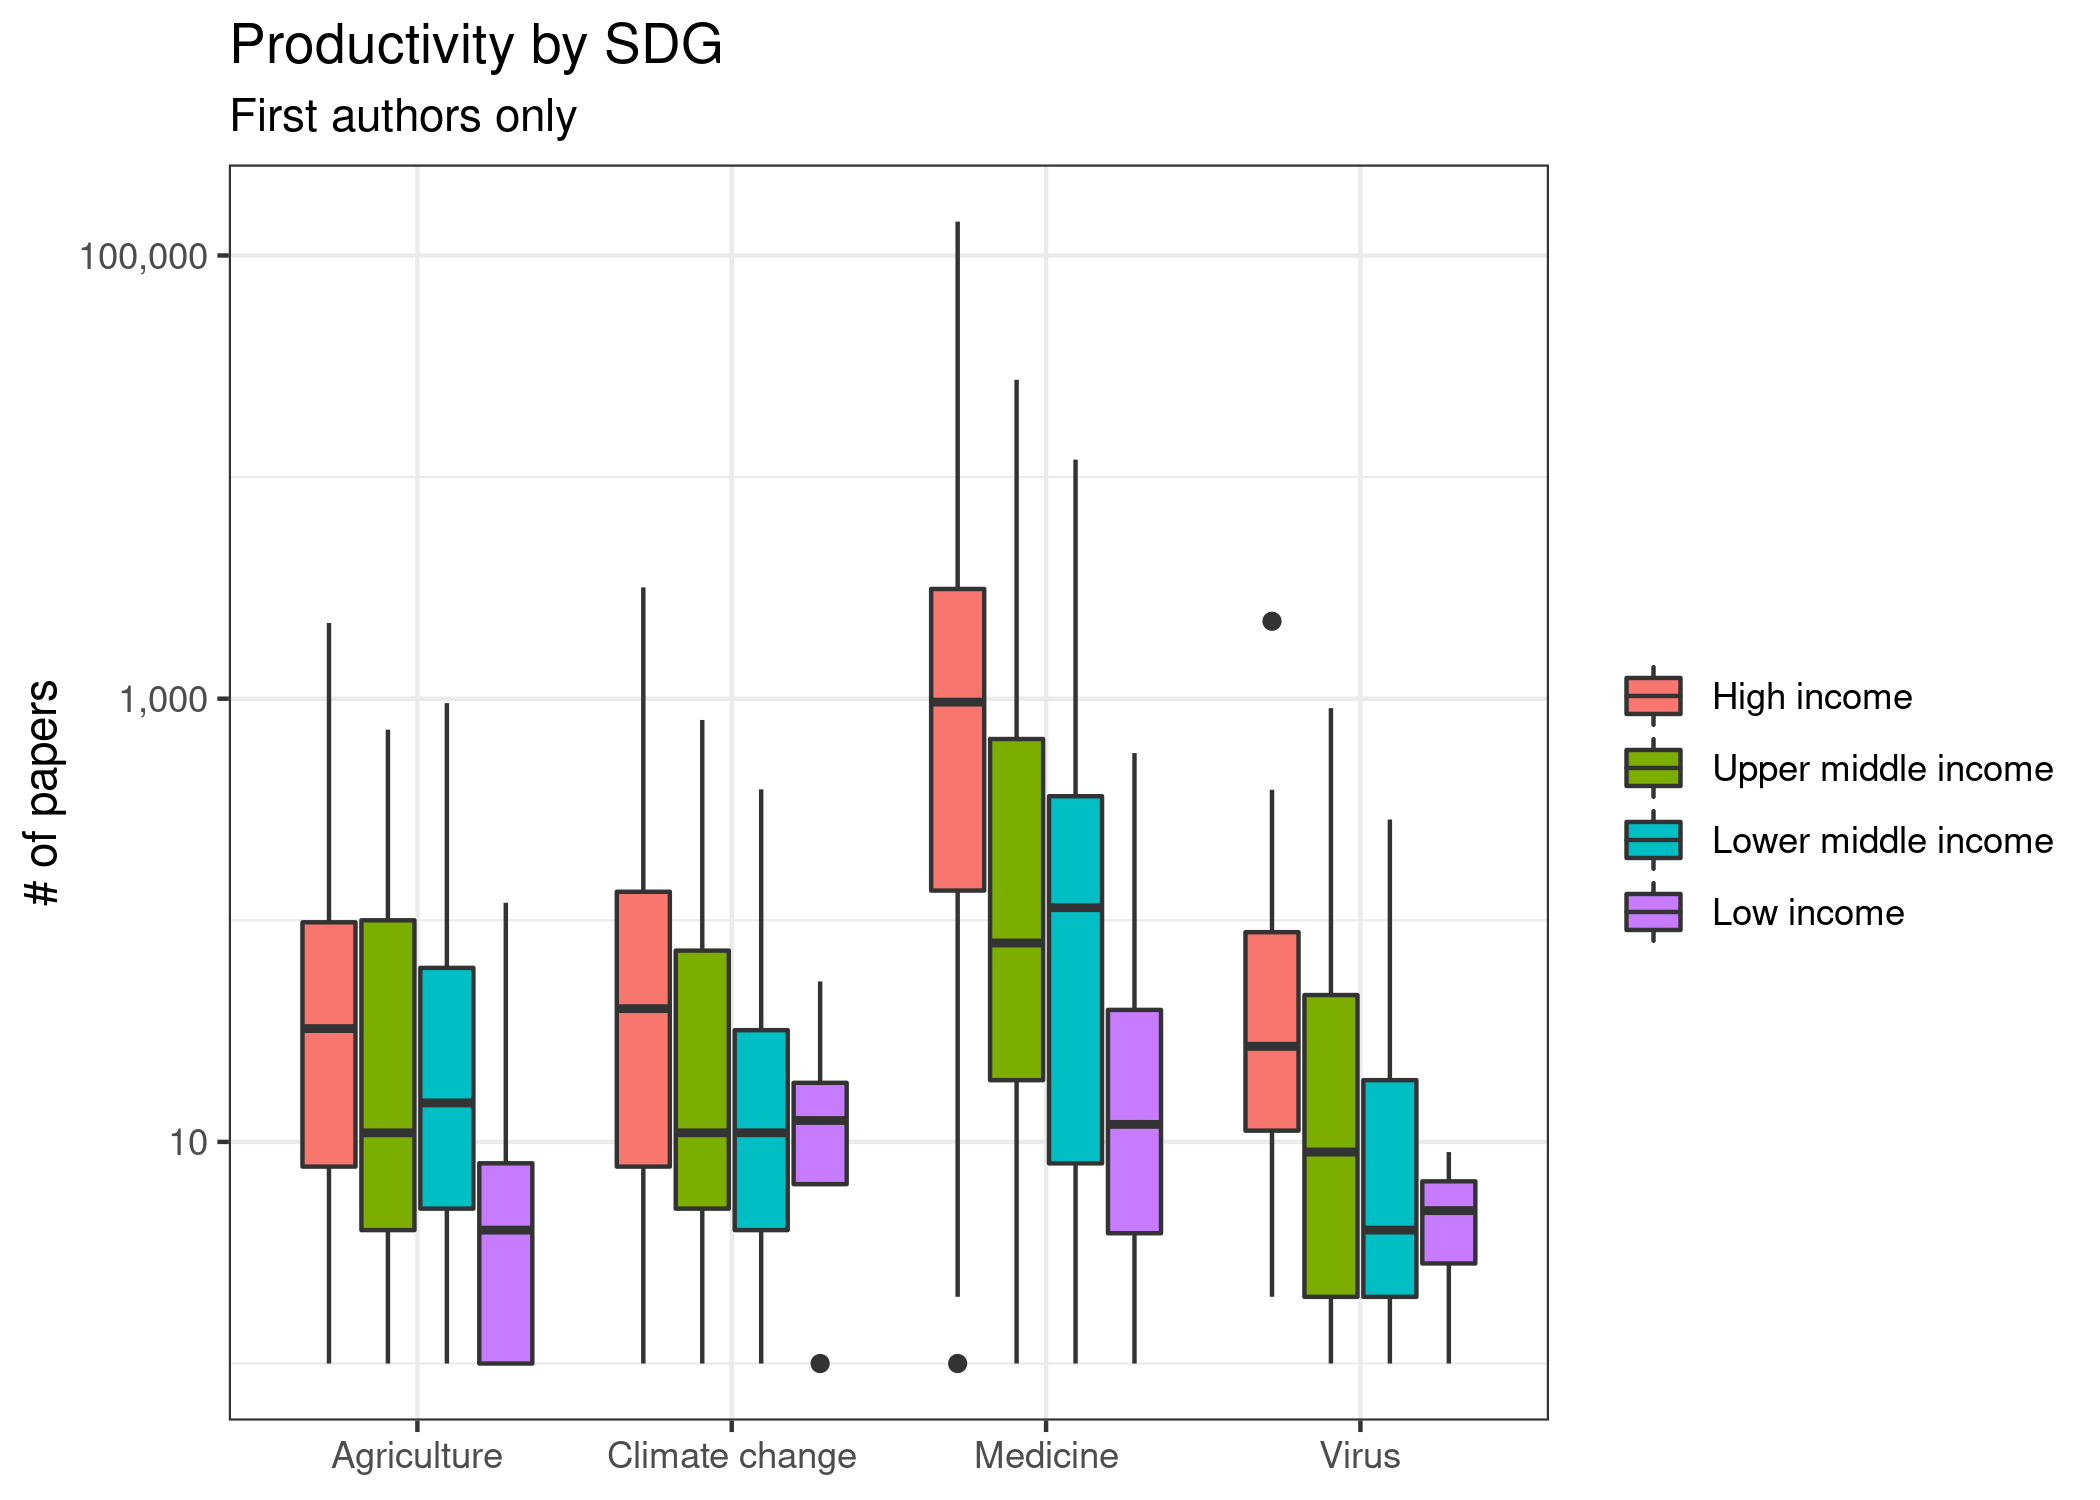 Productivity by SDG
First authors only
# of papers
100,000
1,000
10
Agriculture
Climate change
Medicine
Virus
High income
Upper middle income
Lower middle income
Low income